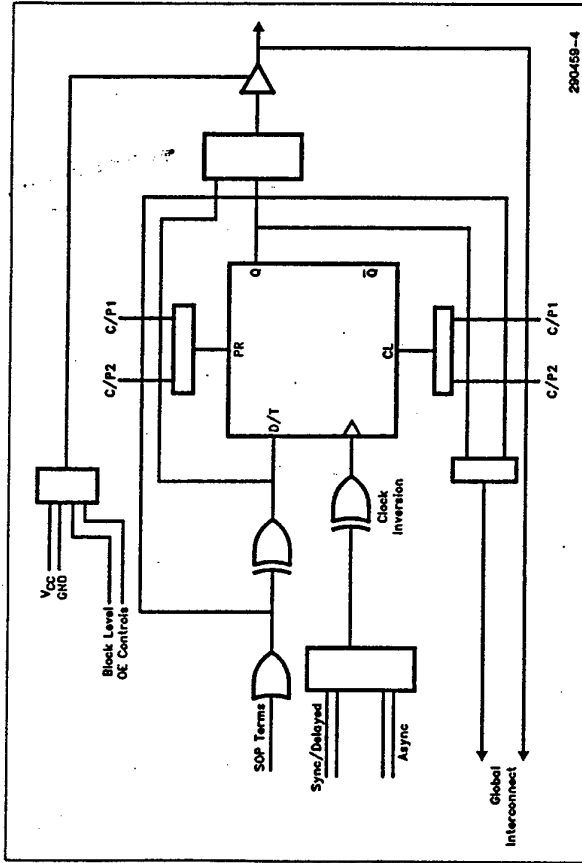 290459-4
V_CC
GND
Block Level
OE Controls
C/P2
C/P1
PR
Q
SOP Terms
D/T
Sync/Delayed
Async
Clock
Inversion
Q̅
CL
C/P2
C/P1
Global
Interconnect